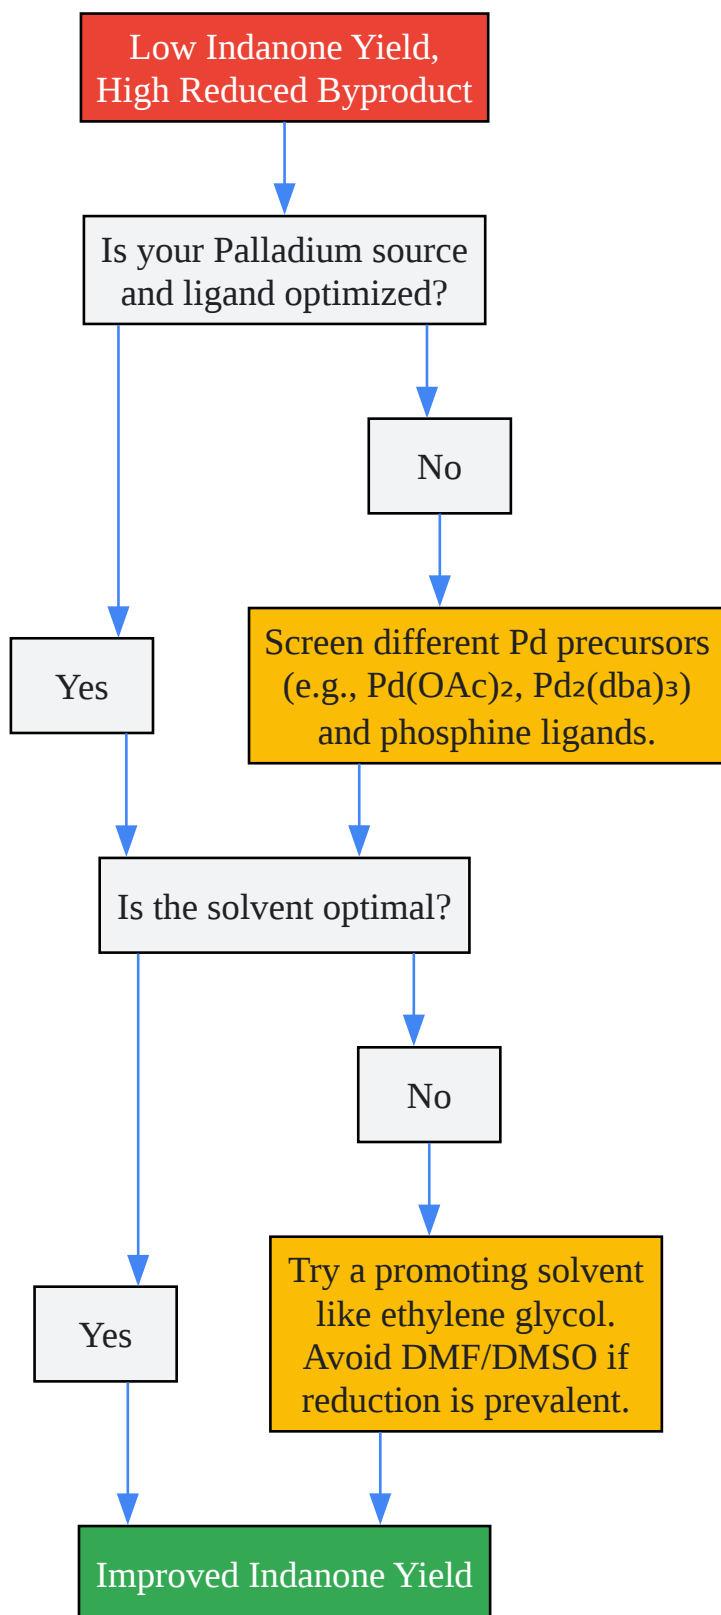 Low Indanone Yield,
High Reduced Byproduct
Is your Palladium source
and ligand optimized?
No
Screen different Pd precursors
(e.g., Pd(OAc)₂, Pd₂(dba)₃)
and phosphine ligands.
Yes
Is the solvent optimal?
No
Try a promoting solvent
like ethylene glycol.
Avoid DMF/DMSO if
reduction is prevalent.
Yes
Improved Indanone Yield